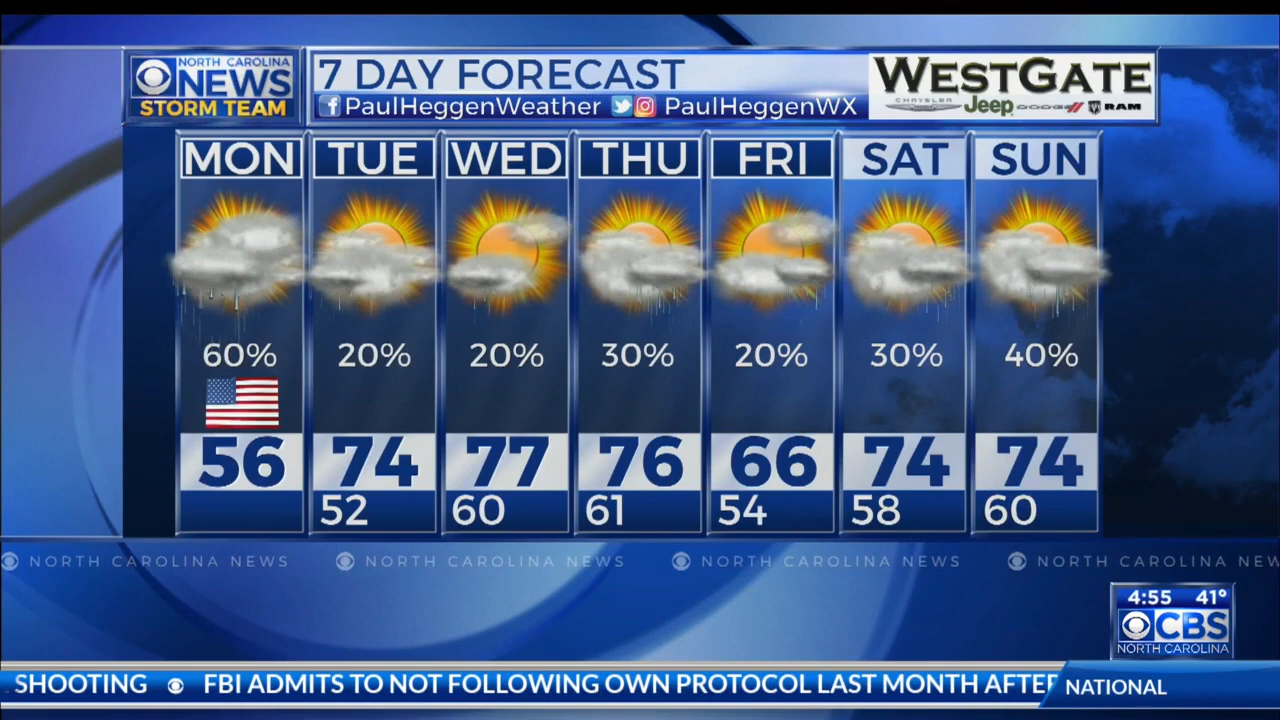 NORTH CAROLINA
NEWS
STORM TEAM
7 DAY FORECAST
PaulHeggenWeather PaulHeggenWX
WESTGATE
CHRYSLER Jeep DODGE RAM
MON TUE WED THU FRI SAT SUN
60% 20% 20% 30% 20% 30% 40%
56 74 77 76 66 74 74
52 60 61 54 58 60
NORTH CAROLINA NEWS NORTH CAROLINA NEWS NORTH CAROLINA NEWS NORTH CAROLINA NEW
4:55 41°
CBS
NORTH CAROLINA
SHOOTING FBI ADMITS TO NOT FOLLOWING OWN PROTOCOL LAST MONTH AFTER NATIONAL